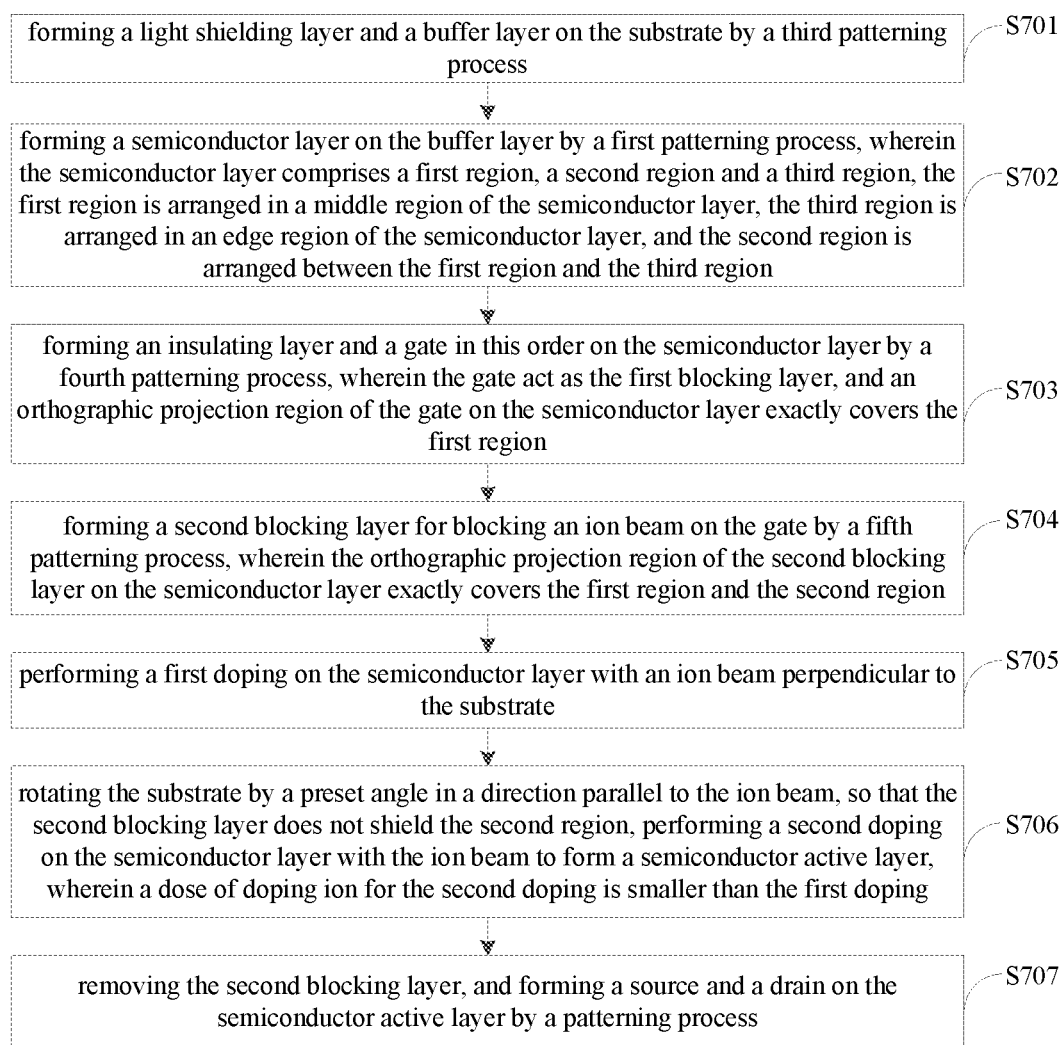 forming a light shielding layer and a buffer layer on the substrate by a third patterning
process
S701
forming a semiconductor layer on the buffer layer by a first patterning process, wherein
the semiconductor layer comprises a first region, a second region and a third region, the
first region is arranged in a middle region of the semiconductor layer, the third region is
arranged in an edge region of the semiconductor layer, and the second region is
arranged between the first region and the third region
S702
forming an insulating layer and a gate in this order on the semiconductor layer by a
fourth patterning process, wherein the gate act as the first blocking layer, and an
orthographic projection region of the gate on the semiconductor layer exactly covers the
first region
S703
forming a second blocking layer for blocking an ion beam on the gate by a fifth
patterning process, wherein the orthographic projection region of the second blocking
layer on the semiconductor layer exactly covers the first region and the second region
S704
performing a first doping on the semiconductor layer with an ion beam perpendicular to
the substrate
S705
rotating the substrate by a preset angle in a direction parallel to the ion beam, so that the
second blocking layer does not shield the second region, performing a second doping
on the semiconductor layer with the ion beam to form a semiconductor active layer,
wherein a dose of doping ion for the second doping is smaller than the first doping
S706
removing the second blocking layer, and forming a source and a drain on the
semiconductor active layer by a patterning process
S707